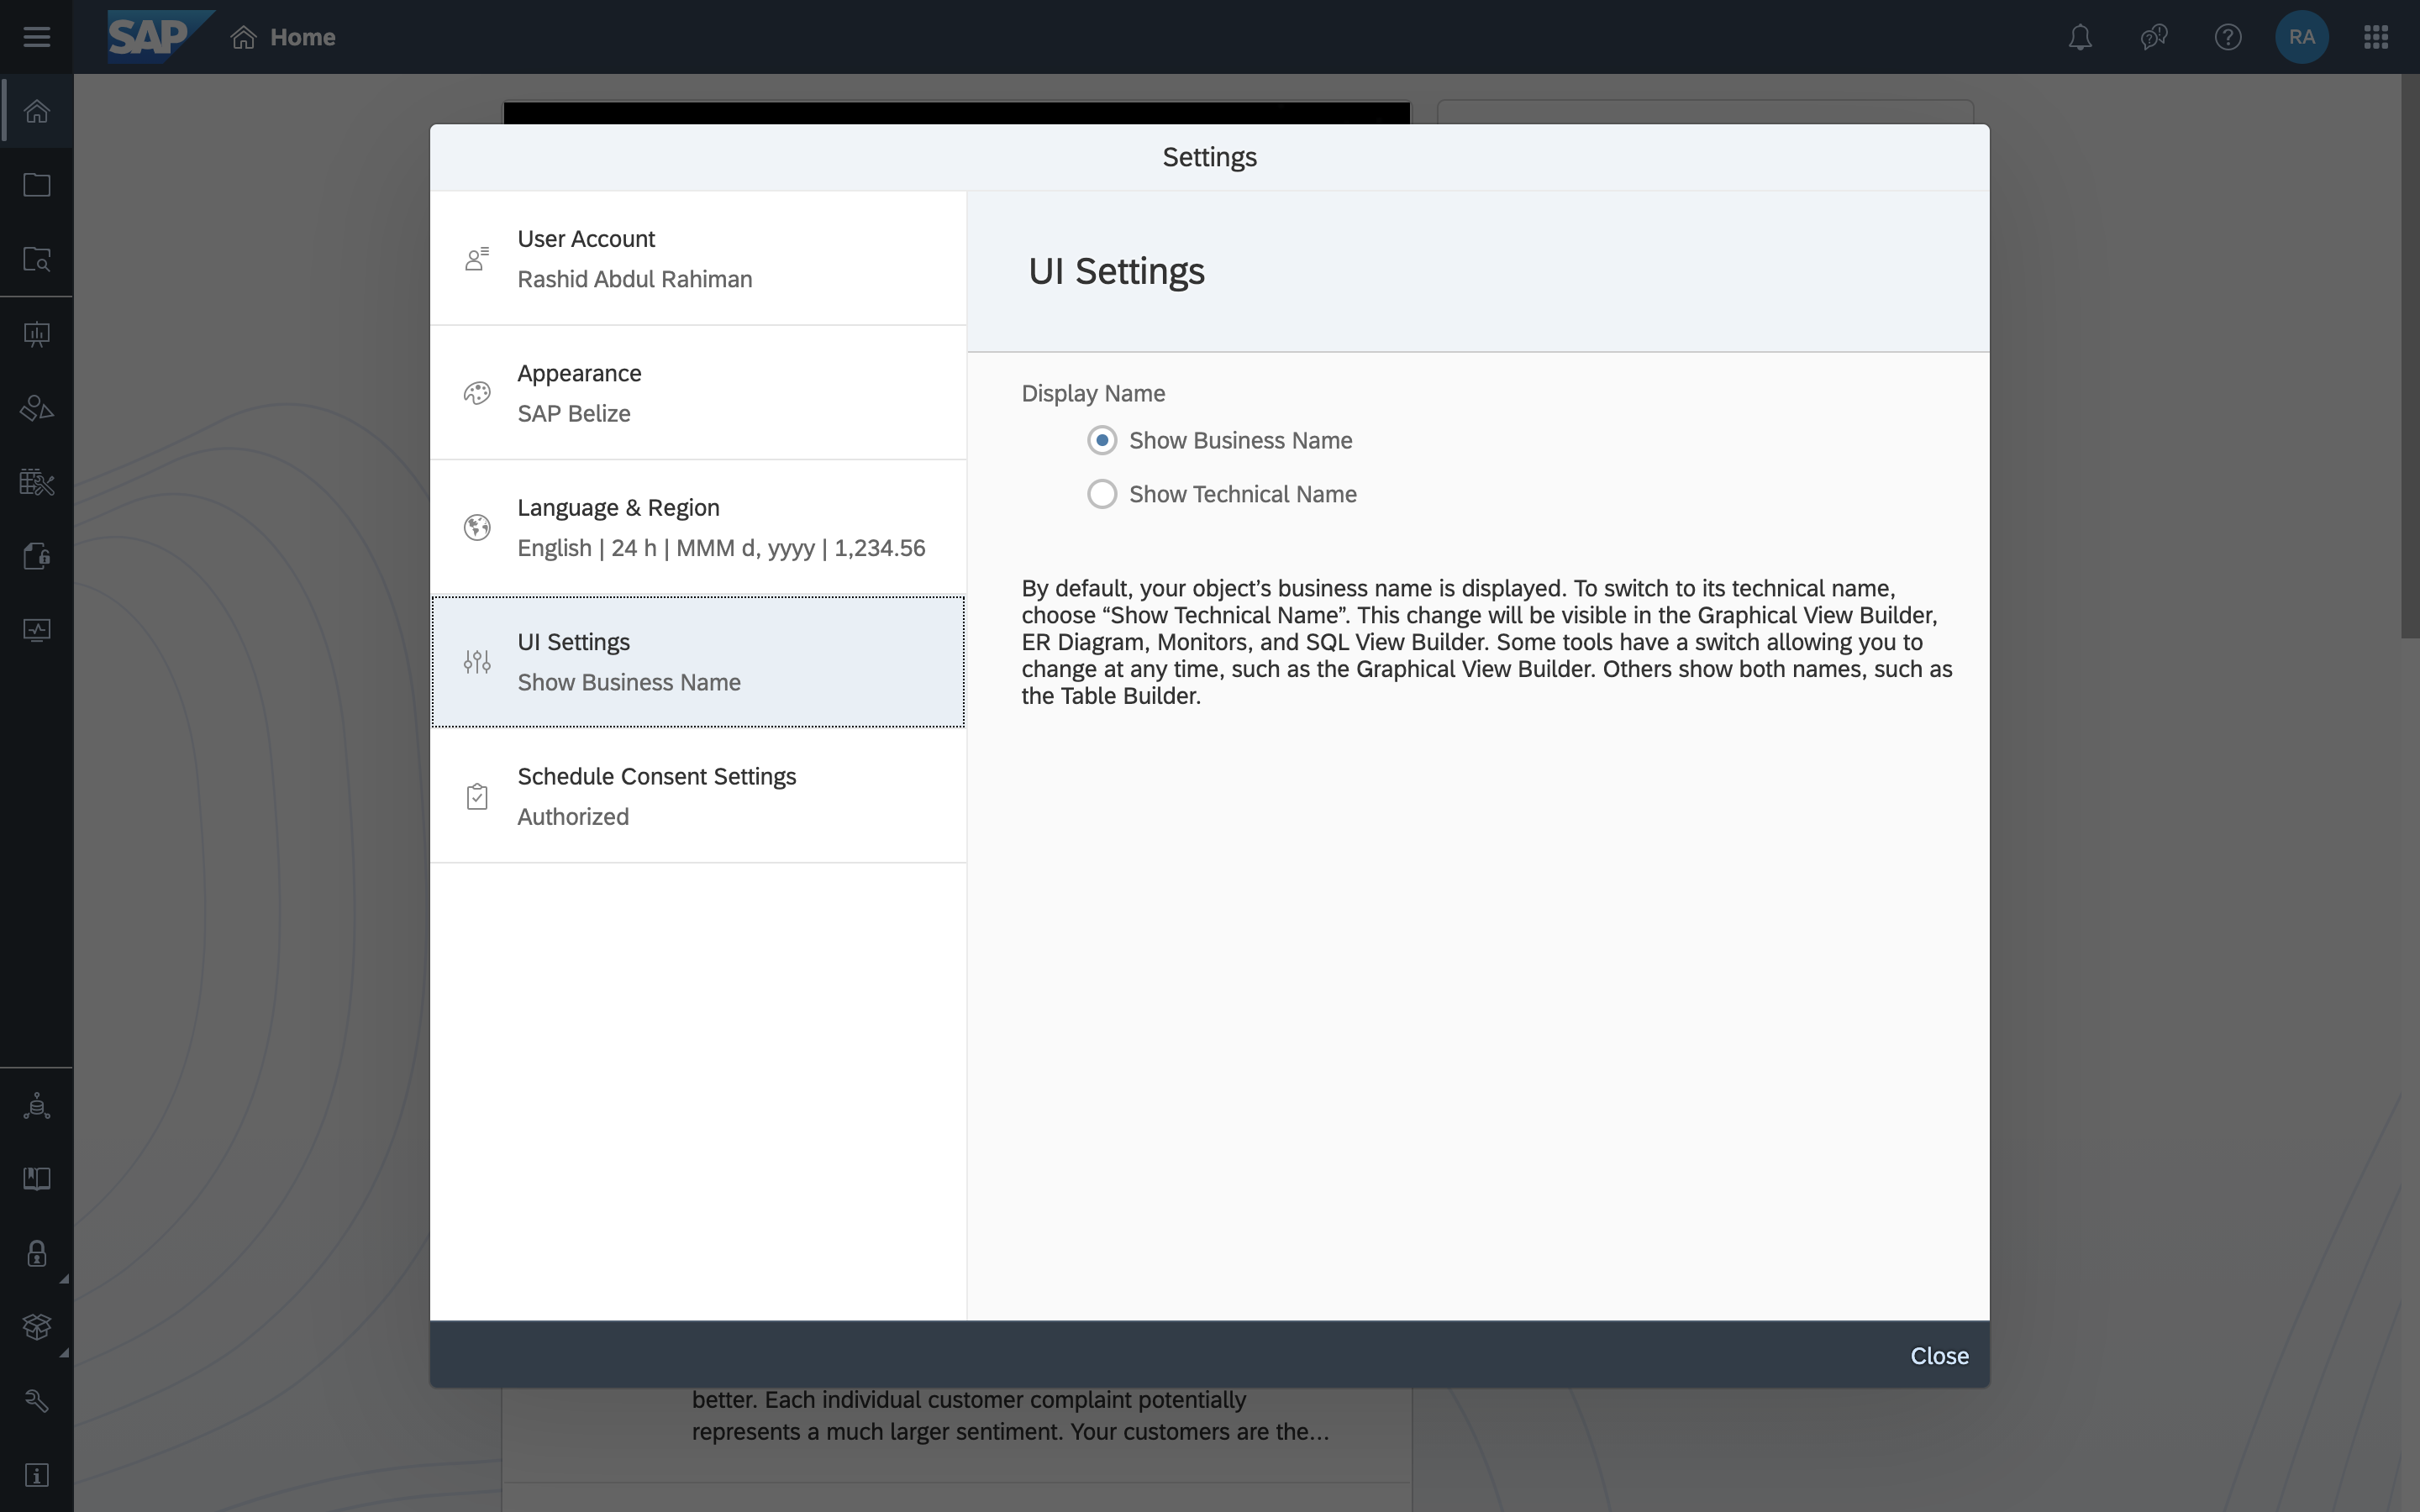 SAP
Home
RA
Settings
User Account
Rashid Abdul Rahiman
Appearance
SAP Belize
Language & Region
English | 24 h | MMM d, yyyy | 1,234.56
UI Settings
Show Business Name
Schedule Consent Settings
Authorized
UI Settings
Display Name
Show Business Name
Show Technical Name
By default, your object’s business name is displayed. To switch to its technical name,
choose “Show Technical Name”. This change will be visible in the Graphical View Builder,
ER Diagram, Monitors, and SQL View Builder. Some tools have a switch allowing you to
change at any time, such as the Graphical View Builder. Others show both names, such as
the Table Builder.
Close
better. Each individual customer complaint potentially
represents a much larger sentiment. Your customers are the...